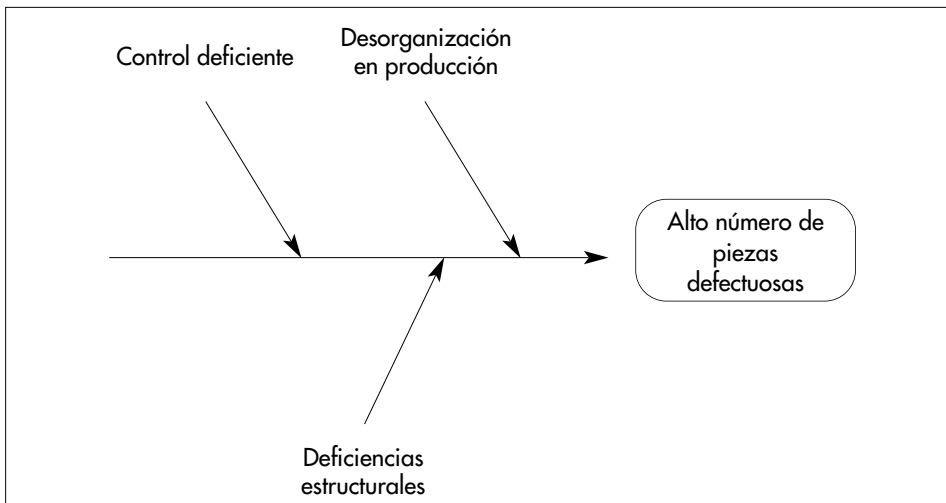 Control deficiente
Desorganización
en producción
Alto número de
piezas
defectuosas
Deficiencias
estructurales